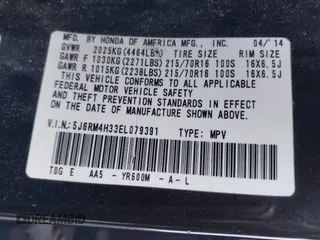 MFD. BY HONDA OF AMERICA MFG., INC. 04/14
GVWR 2025KG(4464LBS) TIRE SIZE RIM SIZE
GAWR F 1030KG(2271LBS) 215/70R16 100S 16X6.5J
GAWR R 1015KG(2238LBS) 215/70R16 100S 16X6.5J
THIS VEHICLE CONFORMS TO ALL APPLICABLE
FEDERAL MOTOR VEHICLE SAFETY
AND THEFT PREVENTION STANDARDS IN EFFECT ON
THE DATE OF MANUFACTURE SHOWN ABOVE.
V.I.N.: 5J6RM4H33EL079391 TYPE: MPV
TOG E AA5 - YR600M - A - L